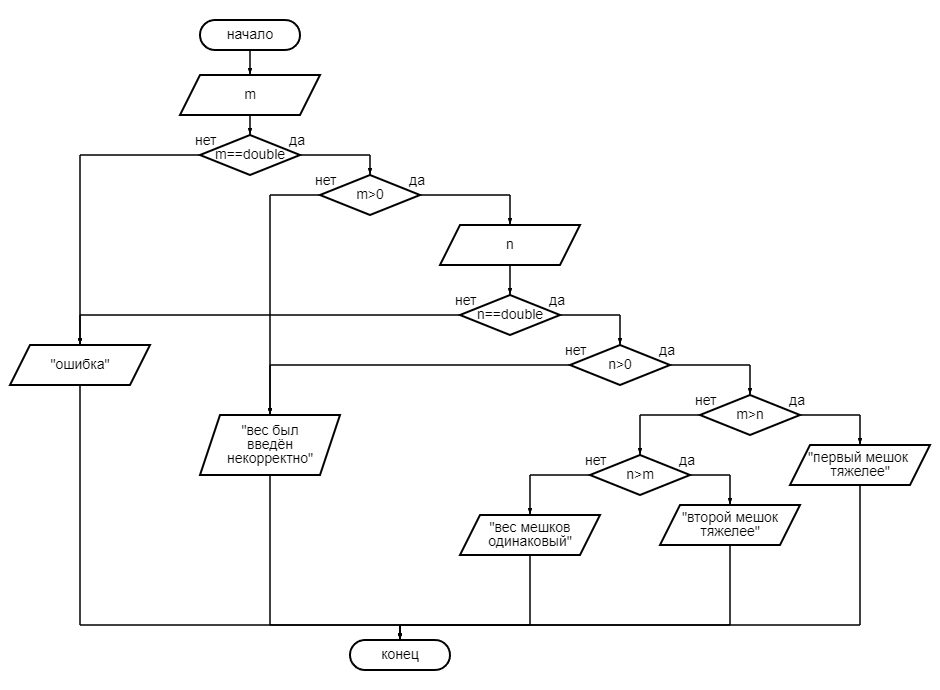 начало
m
нет
да
m==double
нет
да
m>0
n
нет
да
n==double
нет
да
n>0
"ошибка"
нет
да
m>n
"вес был
введён
некорректно"
"первый мешок
тяжелее"
нет
да
n>m
"вес мешков
одинаковый"
"второй мешок
тяжелее"
конец